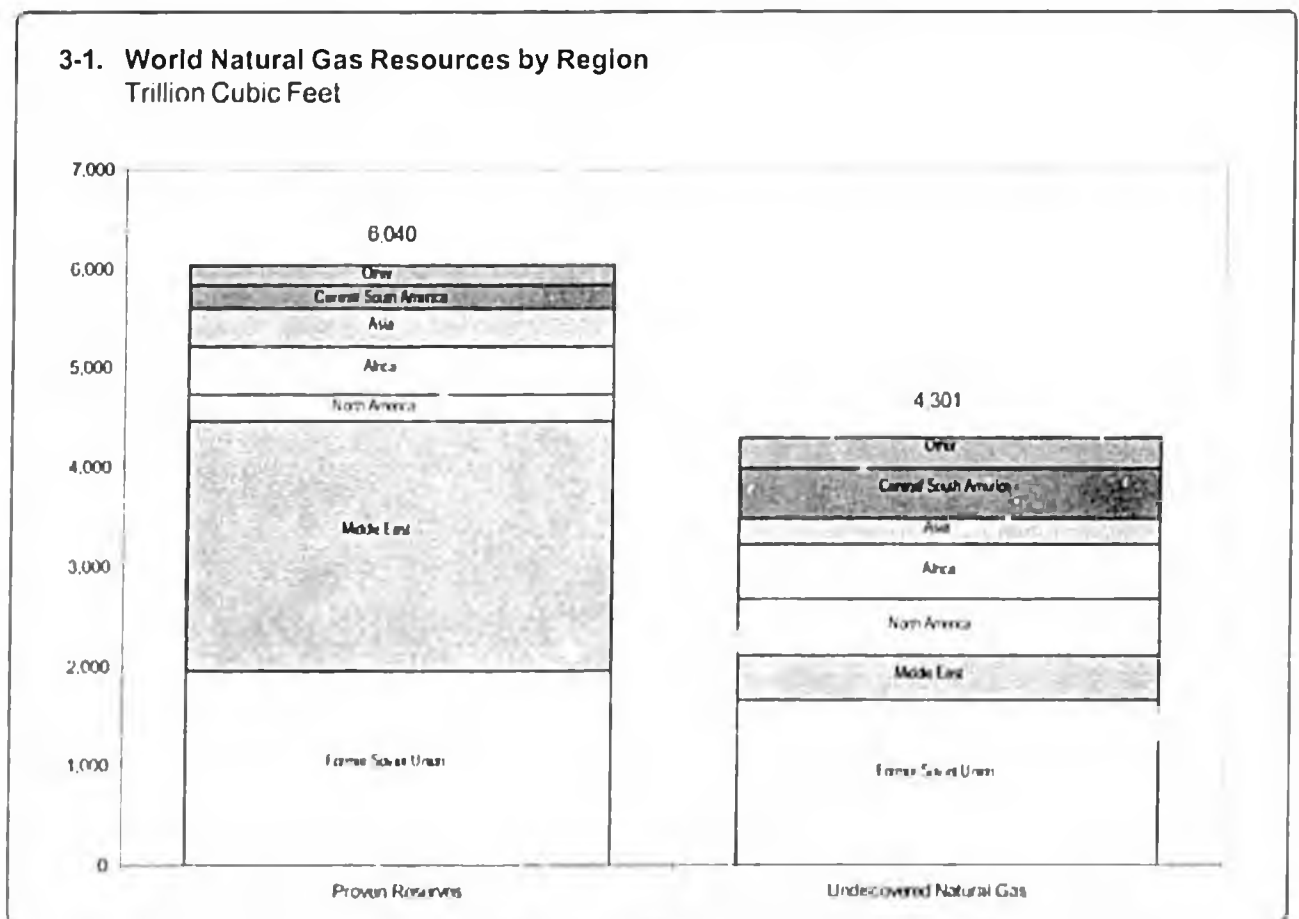 3-1. World Natural Gas Resources by Region
Trillion Cubic Feet
7,000
6,040
6,000
Other
Central South America
Asia
5,000
Africa
North America
4,301
Other
4,000
Central South America
Middle East
Asia
3,000
Africa
North America
2,000
Middle East
Former Soviet Union
1,000
Former Soviet Union
0
Proven Reserves
Undiscovered Natural Gas